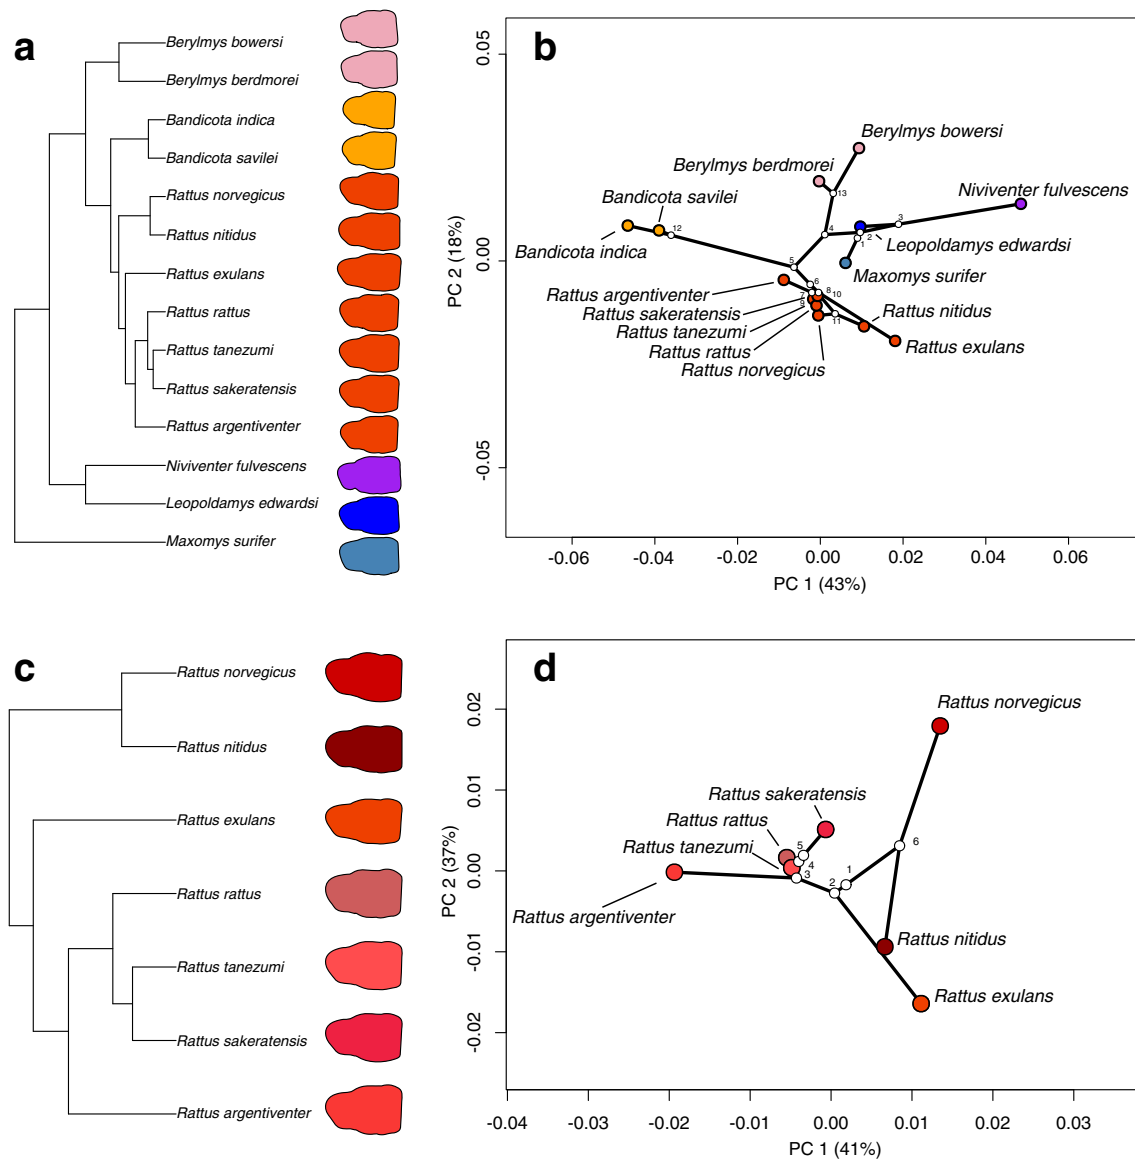 a
Berylmys bowersi
Berylmys berdmorei
Bandicota indica
Bandicota savilei
Rattus norvegicus
Rattus nitidus
Rattus exulans
Rattus rattus
Rattus tanezumi
Rattus sakeratensis
Rattus argentiventer
Niviventer fulvescens
Leopoldamys edwardsi
Maxomys surifer
b
PC 2 (18%)
0.05
0.00
-0.05
Berylmys bowersi
Berylmys berdmorei
13
Niviventer fulvescens
Bandicota savilei
12
3
4
2
1
Bandicota indica
Leopoldamys edwardsi
5
Maxomys surifer
6
Rattus argentiventer
7
8
10
9
Rattus sakeratensis
11
Rattus nitidus
Rattus tanezumi
Rattus rattus
Rattus exulans
Rattus norvegicus
-0.06
-0.04
-0.02
0.00
0.02
0.04
0.06
PC 1 (43%)
c
Rattus norvegicus
Rattus nitidus
Rattus exulans
Rattus rattus
Rattus tanezumi
Rattus sakeratensis
Rattus argentiventer
d
PC 2 (37%)
0.02
0.01
0.00
-0.01
-0.02
Rattus norvegicus
Rattus sakeratensis
Rattus rattus
Rattus tanezumi
5
4
3
2
1
6
Rattus argentiventer
Rattus nitidus
Rattus exulans
-0.04
-0.03
-0.02
-0.01
0.00
0.01
0.02
0.03
PC 1 (41%)